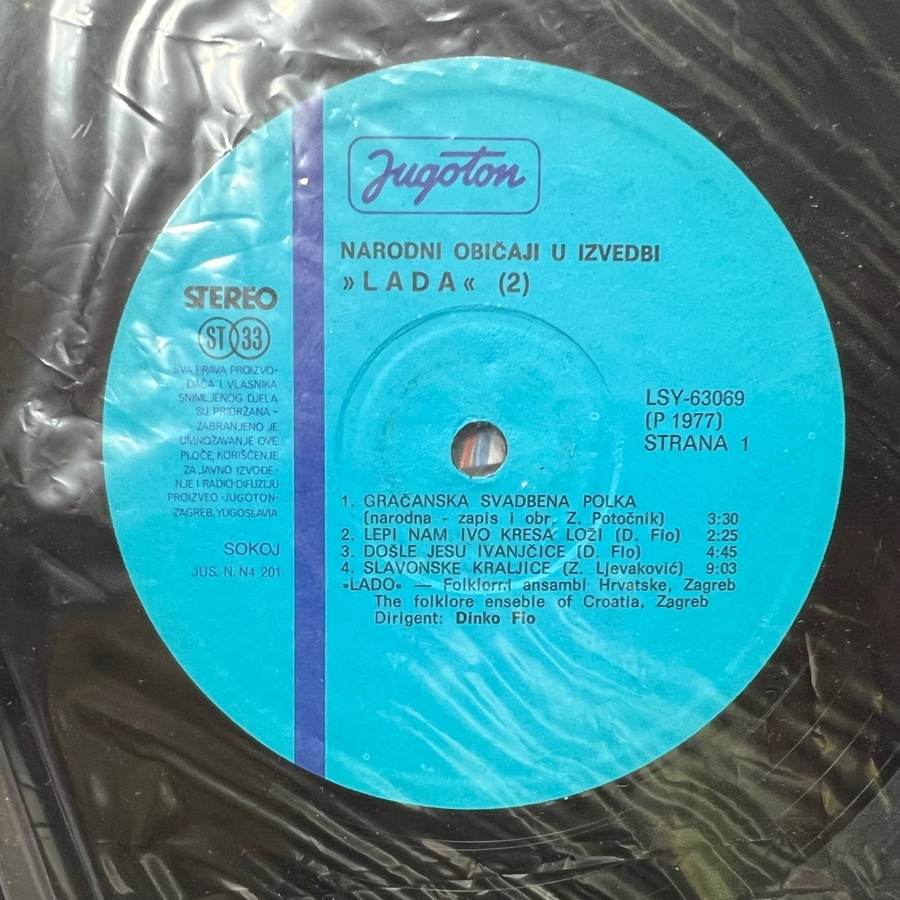 Jugoton
NARODNI OBIČAJI U IZVEDBI
»LADA« (2)
STEREO
ST 33
SVA PRAVA PROIZVO-
ĐAČA I VLASNIKA
SNIMLJENOG DJELA
SU PRIDRŽANA –
ZABRANJENO JE
UMNOŽAVANJE OVE
PLOČE, KORIŠĆENJE
ZA JAVNO IZVOĐE-
NJE I RADIO-DIFUZIJU
PROIZVEO »JUGOTON«
ZAGREB, YUGOSLAVIA
SOKOJ
JUS. N. N4 201
LSY-63069
(P 1977)
STRANA 1
1. GRAČANSKA SVADBENA POLKA
(narodna - zapis i obr. Z. Potočnik) 3:30
2. LEPI NAM IVO KRESA LOŽI (D. Fio) 2:25
3. DOŠLE JESU IVANJČICE (D. Fio) 4:45
4. SLAVONSKE KRALJICE (Z. Ljevaković) 9:03
»LADO« — Folklorni ansambl Hrvatske, Zagreb
The folklore enseble of Croatia, Zagreb
Dirigent: Dinko Fio